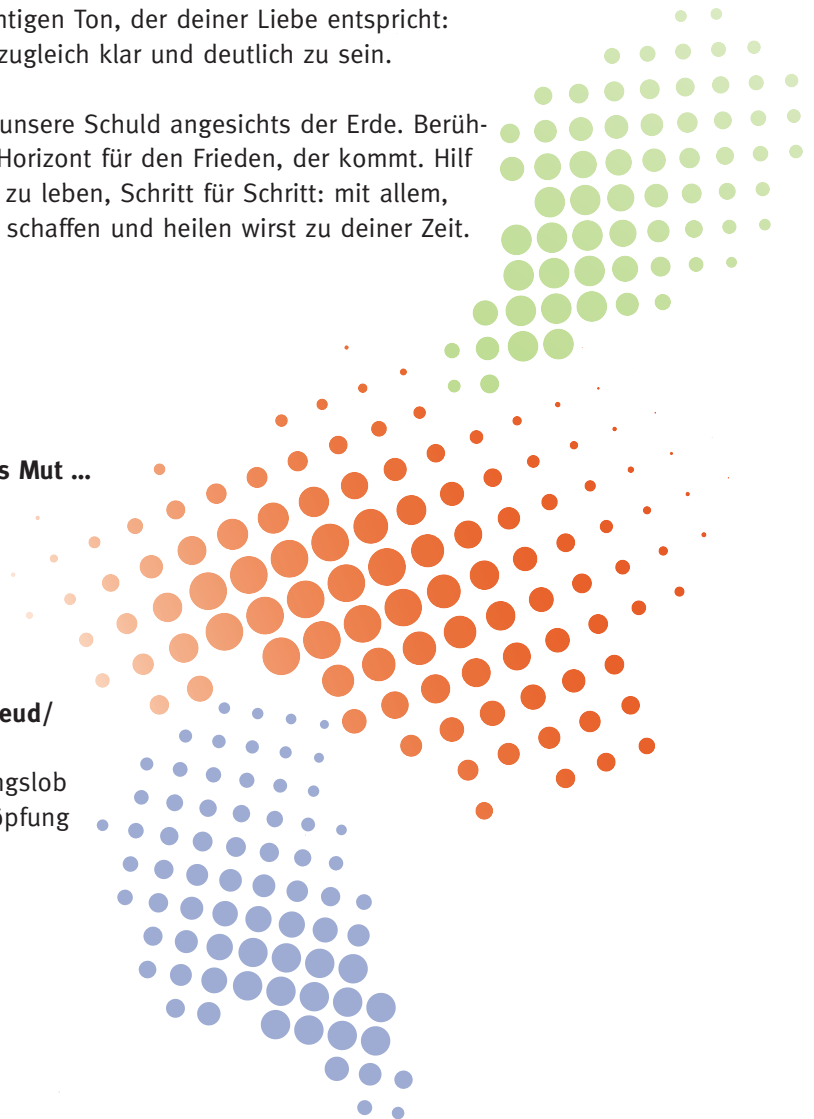 htigen Ton, der deiner Liebe entspricht:
zugleich klar und deutlich zu sein.
unsere Schuld angesichts der Erde. Berüh-
Horizont für den Frieden, der kommt. Hilf
zu leben, Schritt für Schritt: mit allem,
schaffen und heilen wirst zu deiner Zeit.
s Mut ...
eud/
ngslob
öpfung